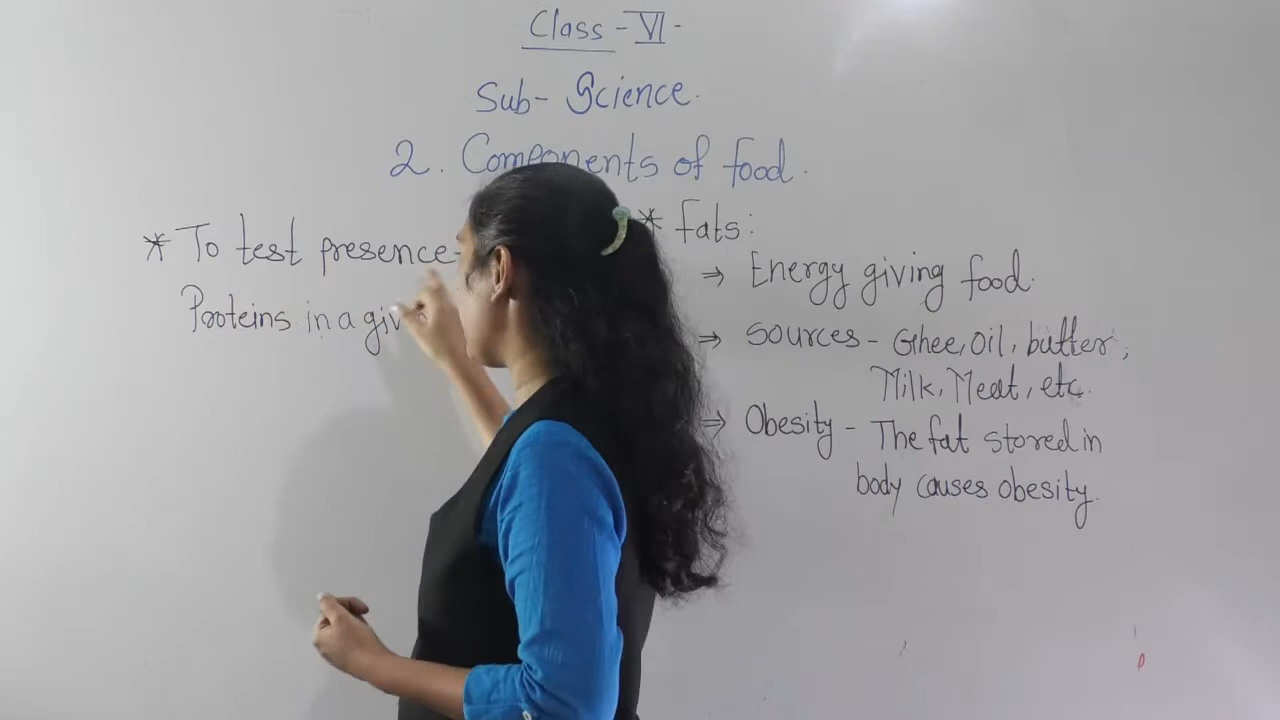 Class - VI -
Sub- Science.
2. Components of food.
* To test presence-
Proteins in a
* fats:
⇒ Energy giving food.
⇒ Sources - Ghee, Oil, butter,
Milk, Meat, etc.
⇒ Obesity - The fat stored in
body causes obesity.